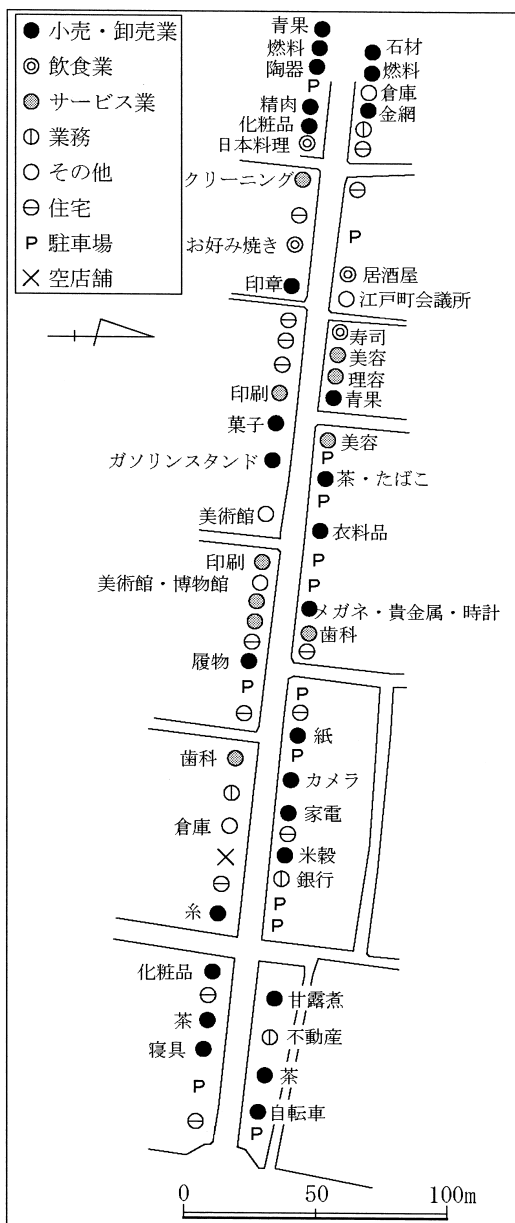 小売・卸売業
飲食業
サービス業
業務
その他
住宅
P 駐車場
空店舗
青果
燃料
陶器
P
精肉
化粧品
日本料理
石材
燃料
倉庫
金網
クリーニング
お好み焼き
印章
P
居酒屋
江戸町会議所
印刷
菓子
ガソリンスタンド
美術館
寿司
美容
理容
青果
美容
P
茶・たばこ
P
衣料品
P
P
メガネ・貴金属・時計
歯科
印刷
美術館・博物館
履物
P
P
紙
P
カメラ
家電
米穀
銀行
P
P
歯科
倉庫
糸
化粧品
茶
寝具
P
甘露煮
不動産
茶
自転車
P
0 50 100m